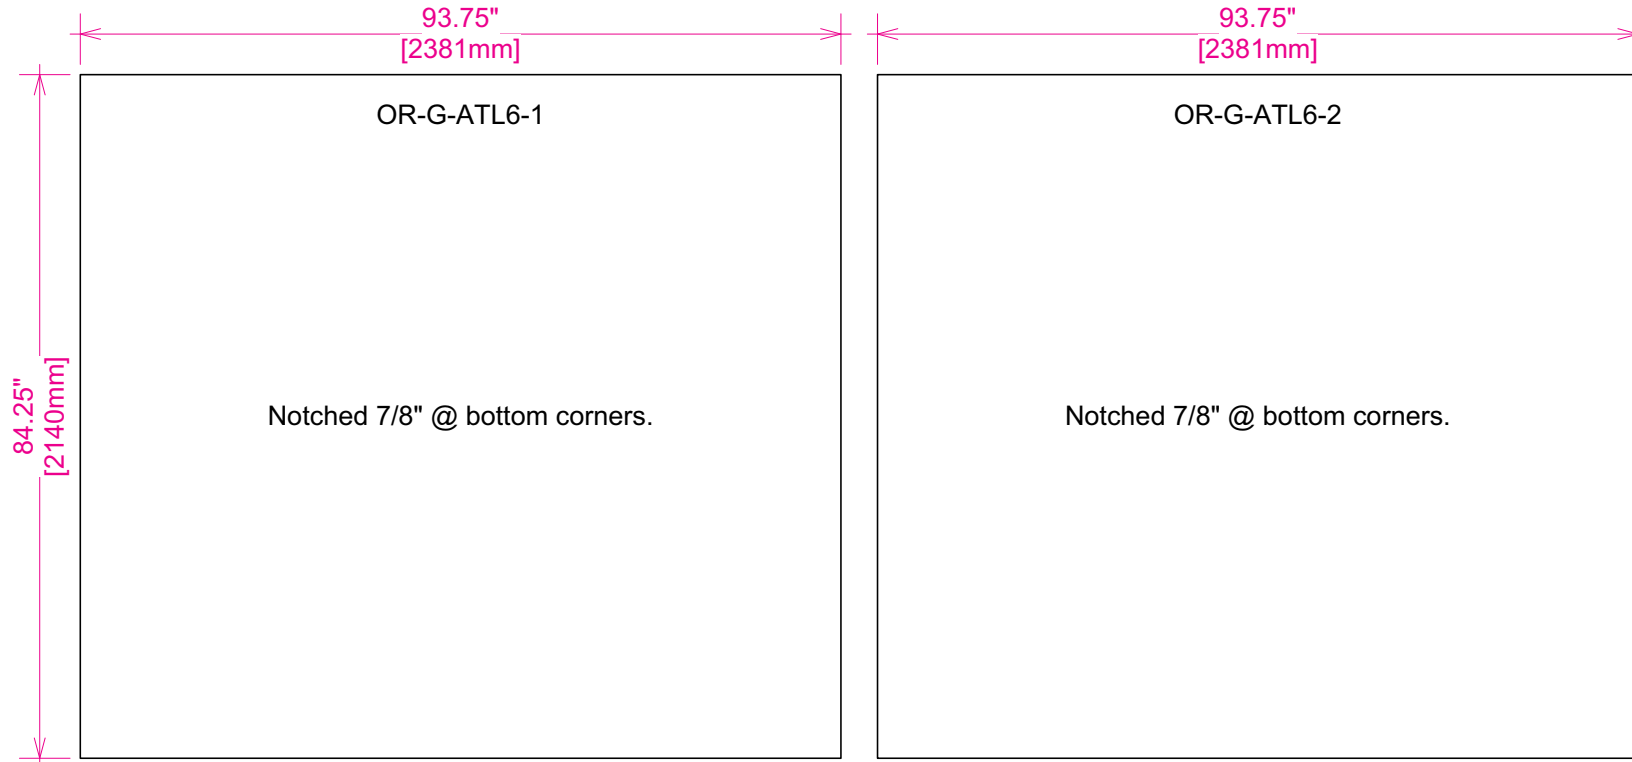 93.75"
[2381mm]
93.75"
[2381mm]
OR-G-ATL6-1
OR-G-ATL6-2
84.25"
[2140mm]
Notched 7/8" @ bottom corners.
Notched 7/8" @ bottom corners.